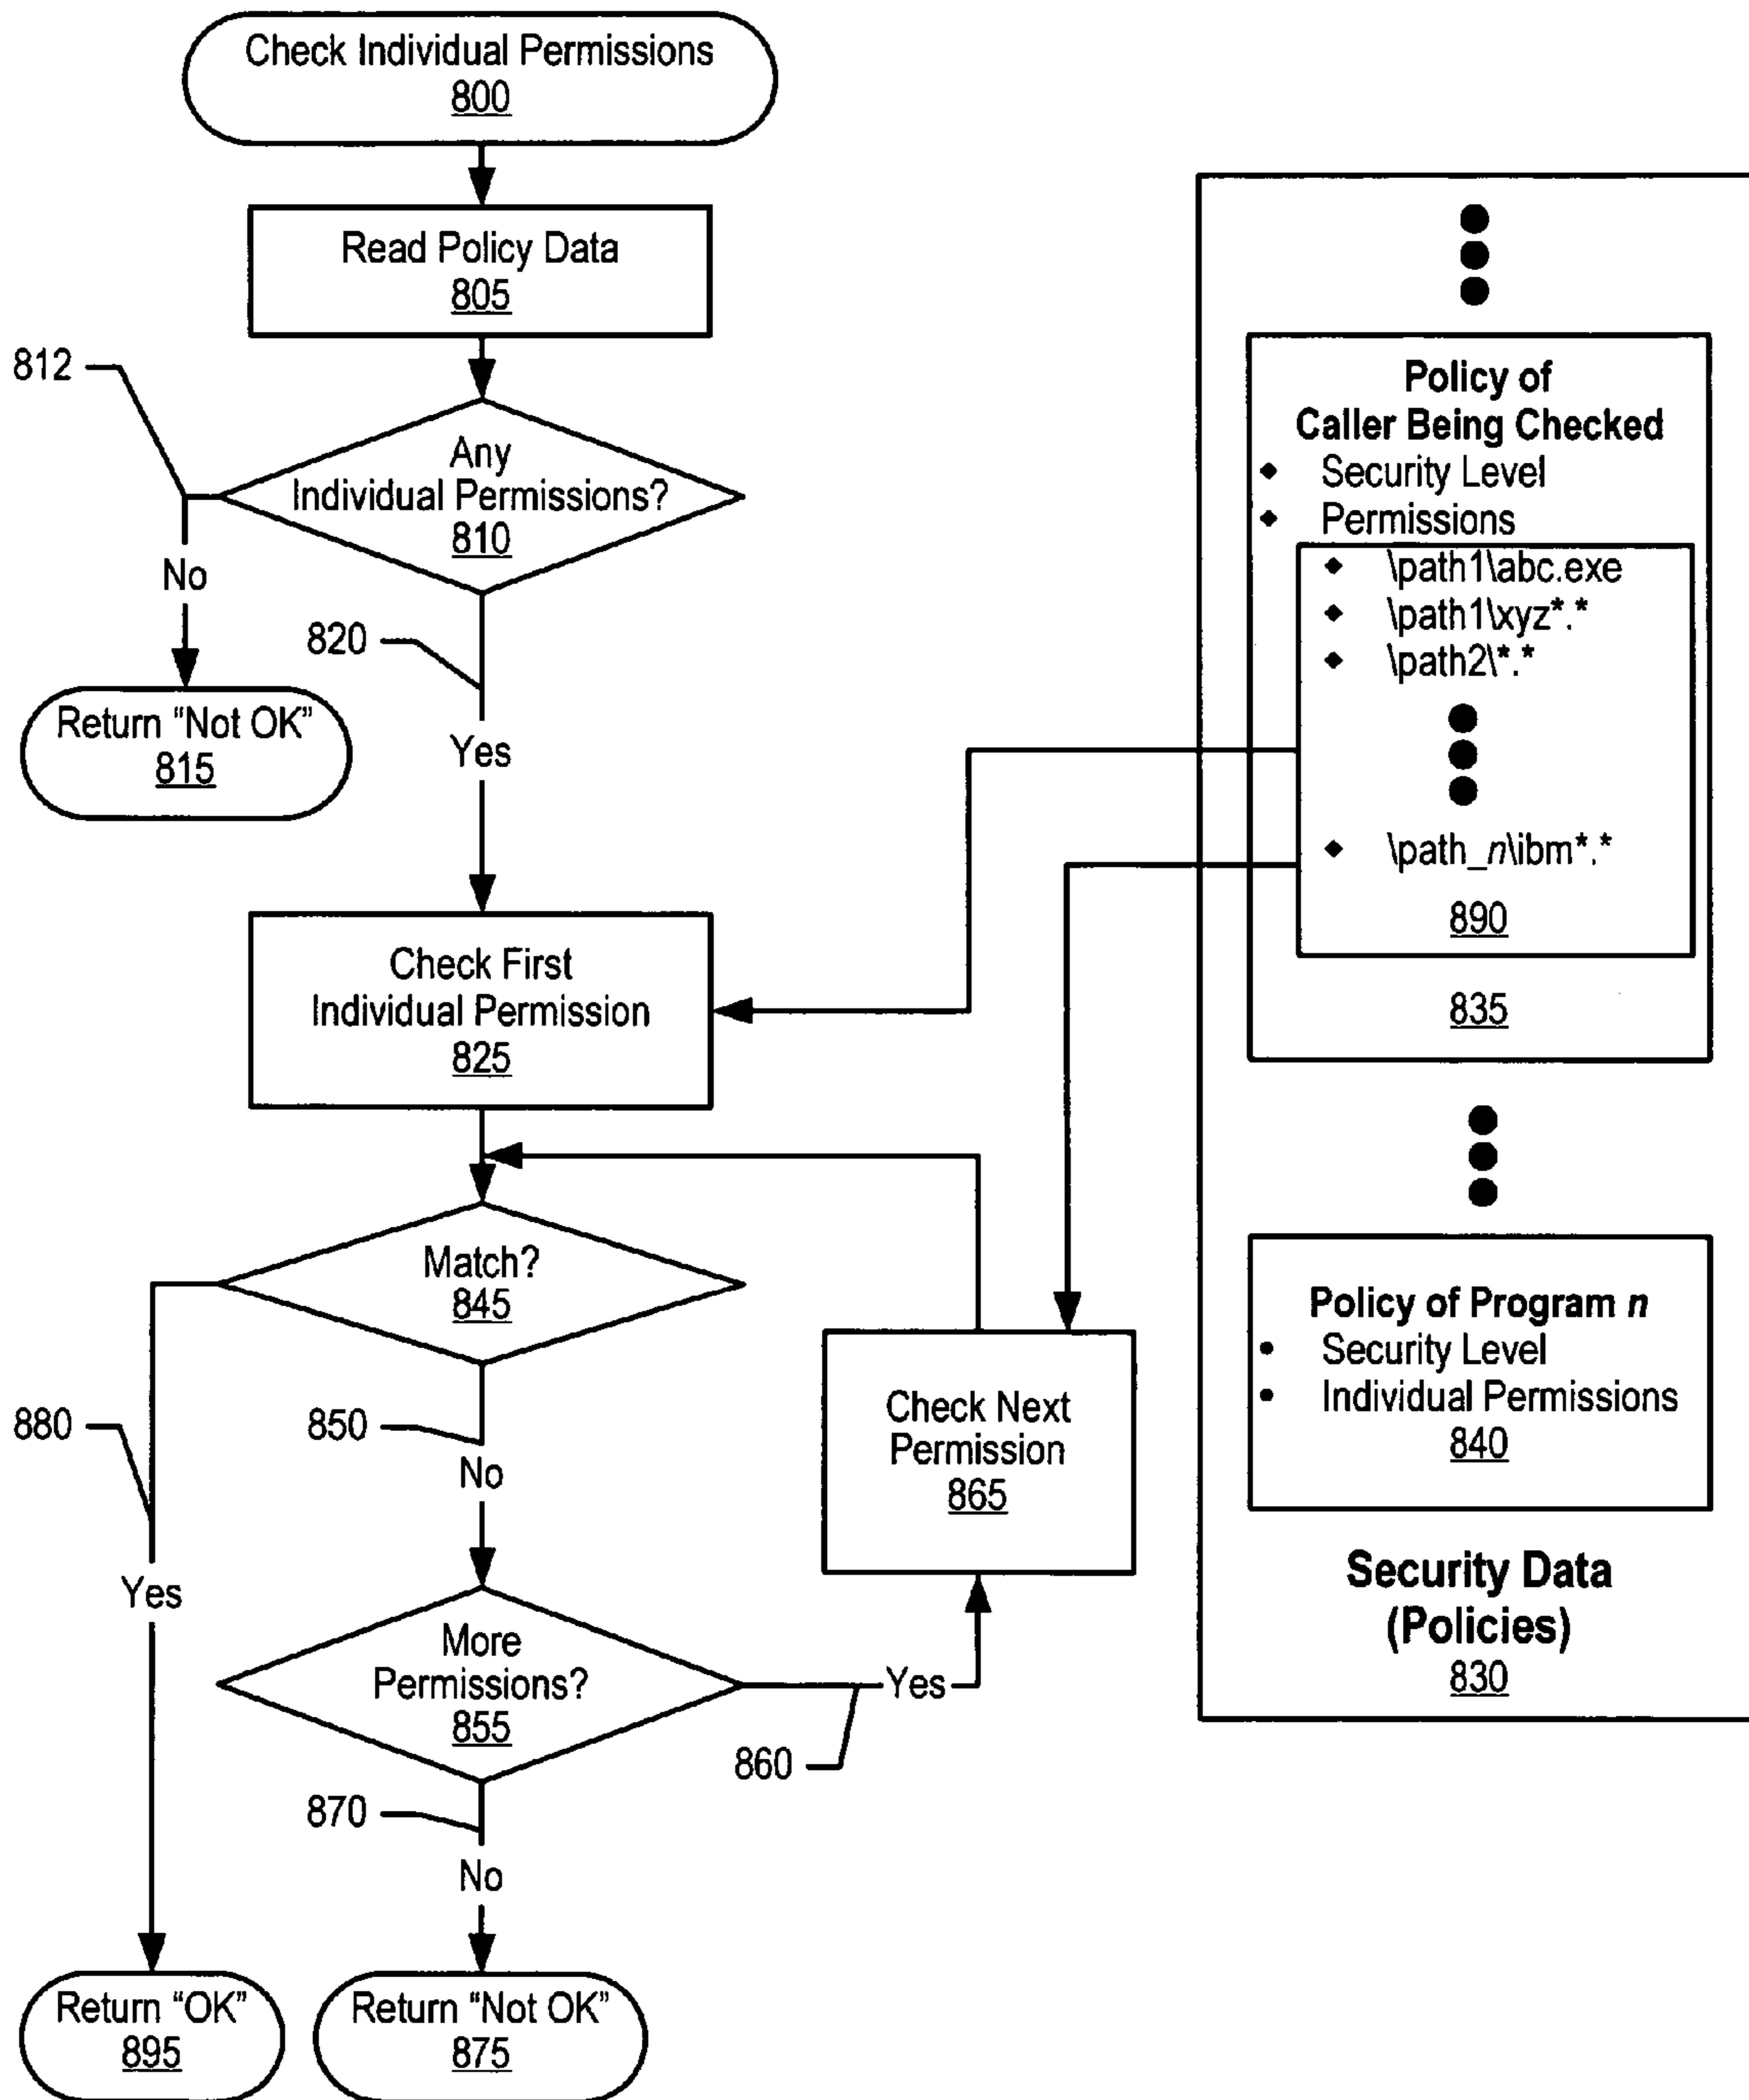 Check Individual Permissions
800
Read Policy Data
805
812
Any
Individual Permissions?
810
No
Return “Not OK”
815
820
Yes
Check First
Individual Permission
825
Match?
845
880
Yes
850
No
Check Next
Permission
865
More
Permissions?
855
Yes
860
870
No
Return “OK”
895
Return “Not OK”
875
Policy of
Caller Being Checked
◆ Security Level
◆ Permissions
◆ \path1\abc.exe
◆ \path1\xyz*.*
◆ \path2\*.*
◆ \path_n\ibm*.*
890
835
Policy of Program n
• Security Level
• Individual Permissions
840
Security Data
(Policies)
830